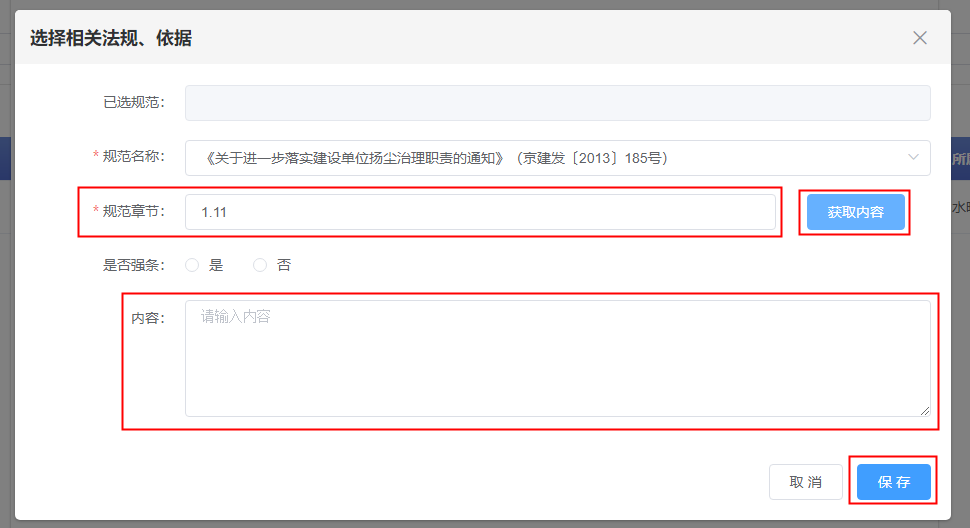 选择相关法规、依据
已选规范：
* 规范名称： 《关于进一步落实建设单位扬尘治理职责的通知》（京建发〔2013〕185号）
* 规范章节： 1.11 获取内容
是否强条： 是 否
内容： 请输入内容
取 消 保 存